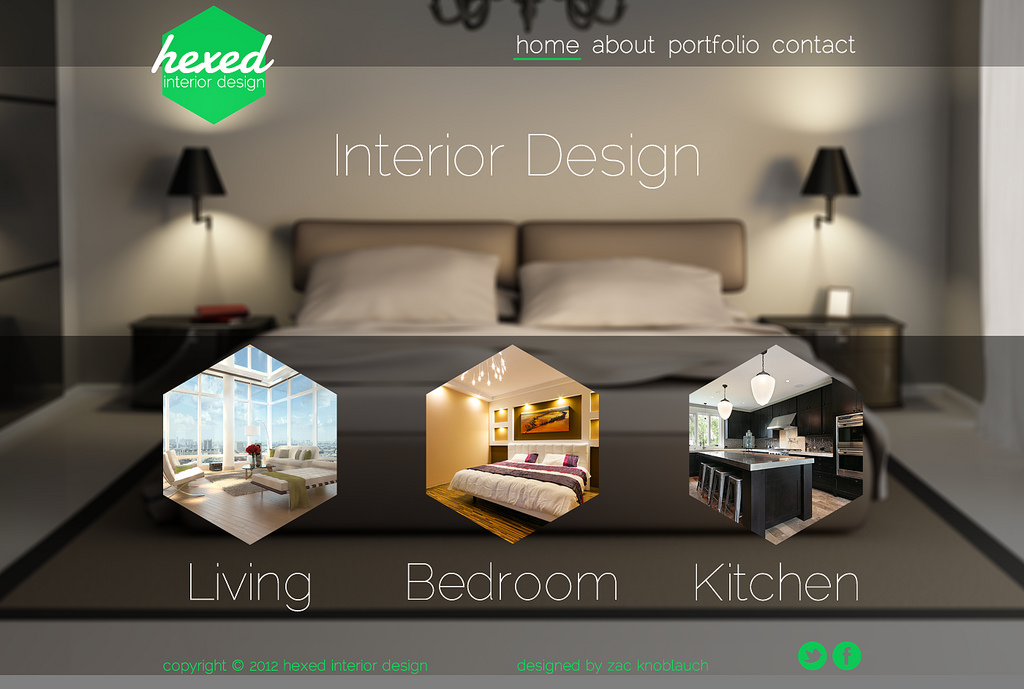 hexed
interior design
home about portfolio contact
Interior Design
Living
Bedroom
Kitchen
copyright © 2012 hexed interior design
designed by zac knoblauch